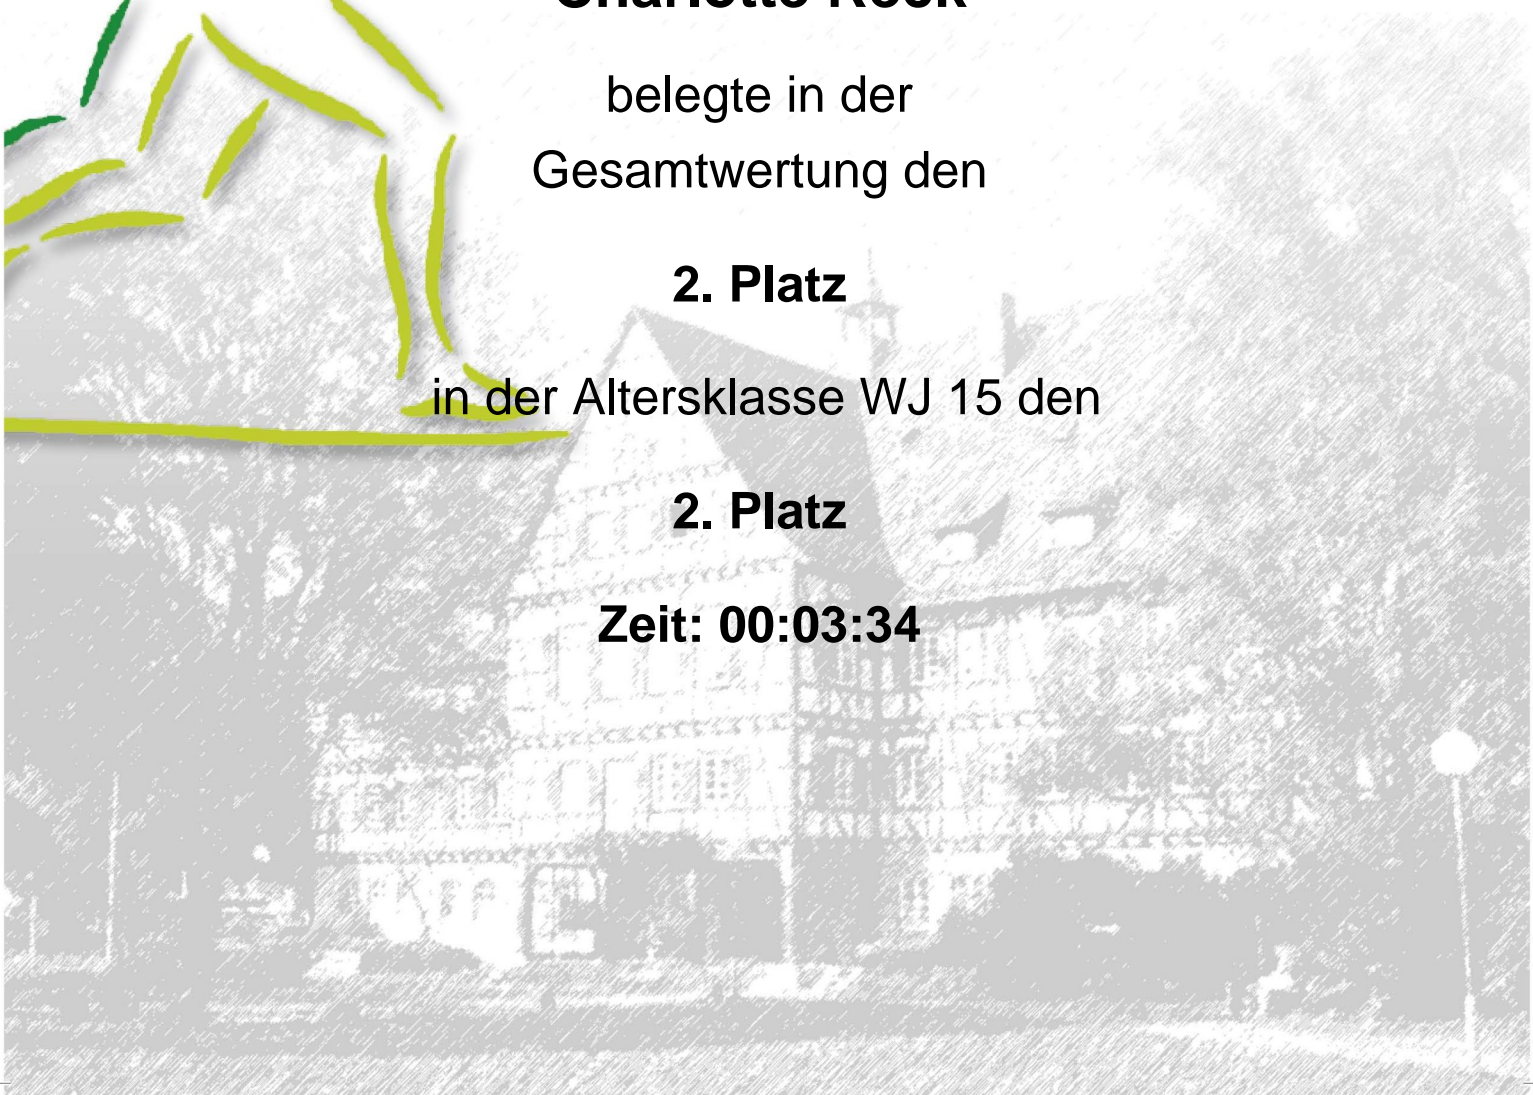 Charlotte
belegte in der
Gesamtwertung den
2. Platz
in der Altersklasse WJ 15 den
2. Platz
Zeit: 00:03:34